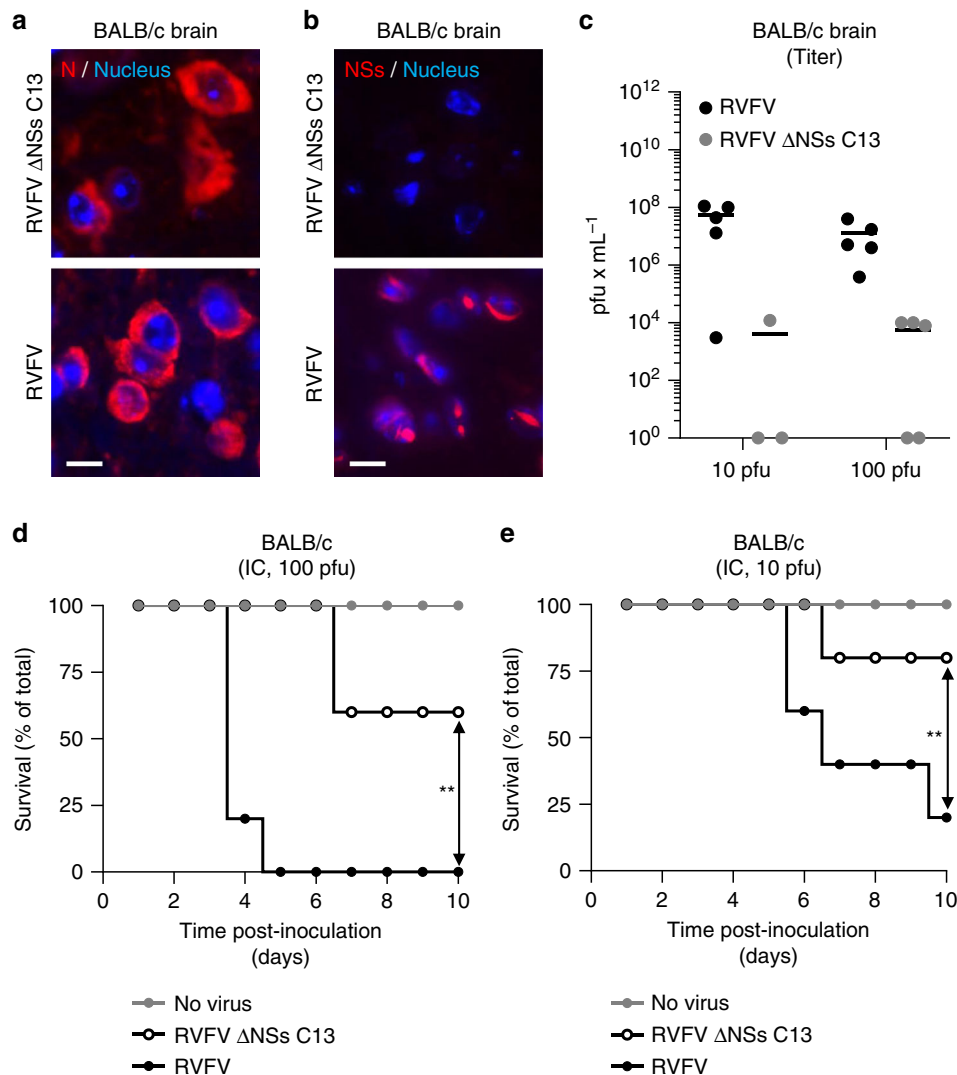 a
BALB/c brain
N / Nucleus
RVFV ΔNSs C13
RVFV
b
BALB/c brain
NSs / Nucleus
RVFV ΔNSs C13
RVFV
c
BALB/c brain
(Titer)
RVFV
RVFV ΔNSs C13
pfu x mL⁻¹
10¹²
10¹⁰
10⁸
10⁶
10⁴
10²
10⁰
10 pfu
100 pfu
d
BALB/c
(IC, 100 pfu)
Survival (% of total)
100
75
50
25
0
**
0 2 4 6 8 10
Time post-inoculation
(days)
No virus
RVFV ΔNSs C13
RVFV
e
BALB/c
(IC, 10 pfu)
Survival (% of total)
100
75
50
25
0
**
0 2 4 6 8 10
Time post-inoculation
(days)
No virus
RVFV ΔNSs C13
RVFV